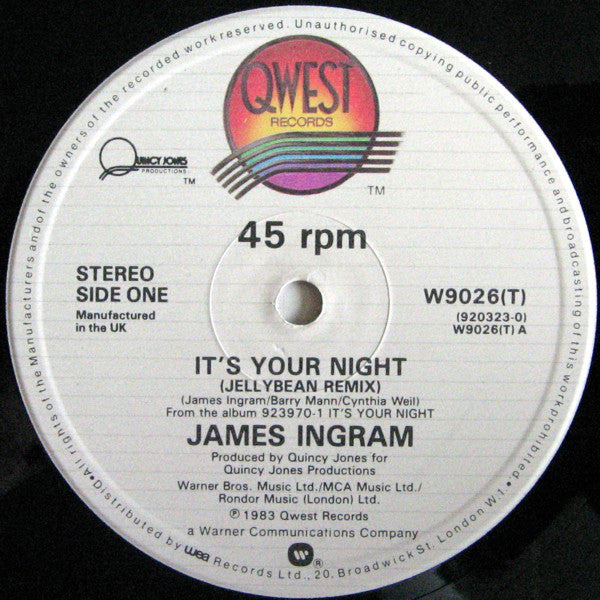 •All rights of the Manufacturers and of the owners of the recorded work reserved. Unauthorised copying public performance and broadcasting of this work prohibited.
QWEST
RECORDS
TM
QUINCY JONES
PRODUCTIONS
TM
45 rpm
STEREO
SIDE ONE
Manufactured
in the UK
W9026(T)
(920323-0)
W9026(T) A
IT'S YOUR NIGHT
(JELLYBEAN REMIX)
(James Ingram/Barry Mann/Cynthia Weil)
From the album 923970-1 IT'S YOUR NIGHT
JAMES INGRAM
Produced by Quincy Jones for
Quincy Jones Productions
Warner Bros. Music Ltd./MCA Music Ltd./
Rondor Music (London) Ltd.
℗ 1983 Qwest Records
a Warner Communications Company
W ®
•Distributed by wea Records Ltd., 20, Broadwick St, London W1.•